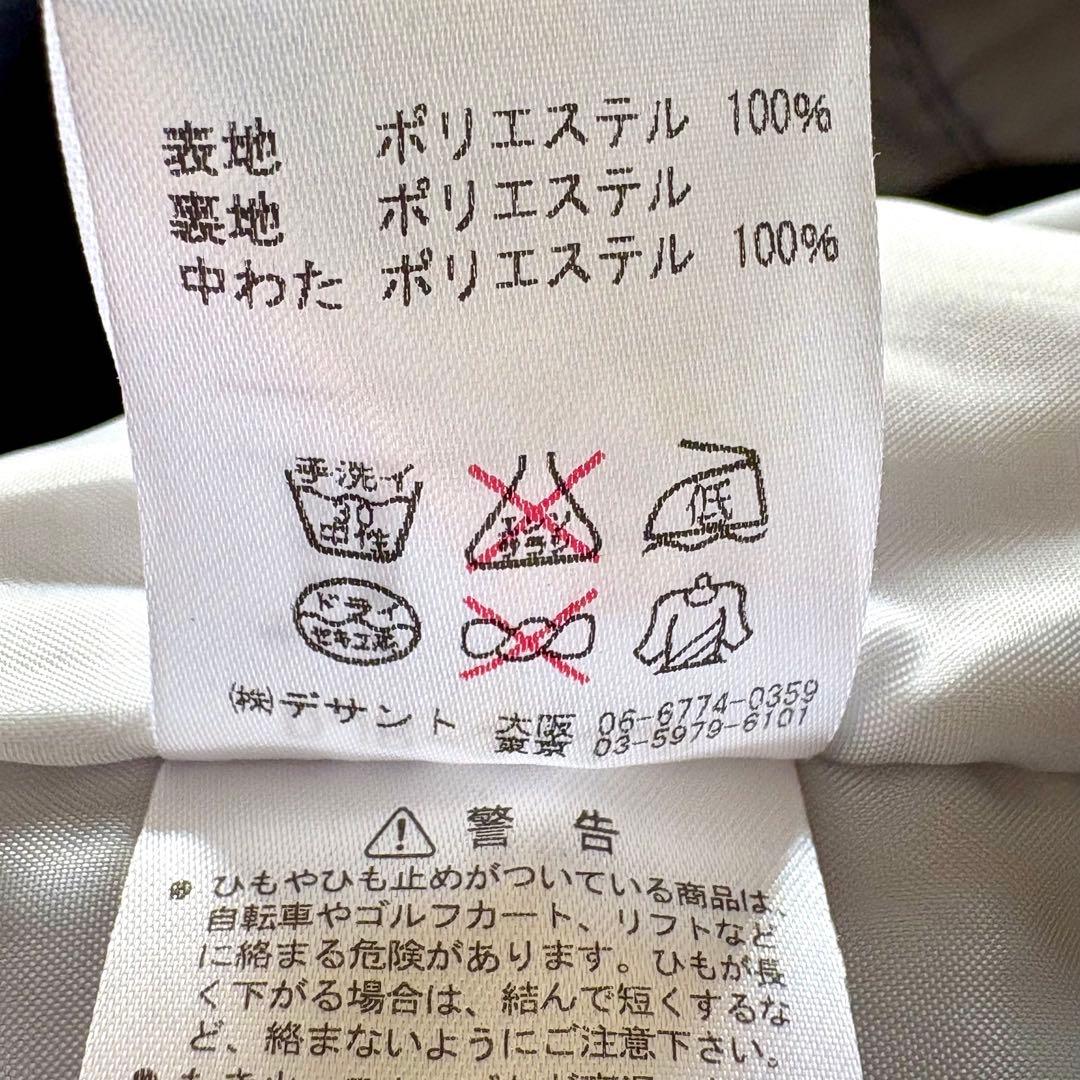 表地 ポリエステル 100%
裏地 ポリエステル
中わた ポリエステル 100%
手洗イ
30
中性
エンソ
サラシ
低
ドライ
セキユ系
(株)デサント 大阪 06-6774-0359
東京 03-5979-6101
警告
ひもやひも止めがついている商品は、
自転車やゴルフカート、リフトなど
に絡まる危険があります。ひもが長
く下がる場合は、結んで短くするな
ど、絡まないようにご注意下さい。